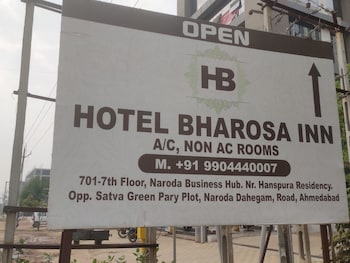 OPEN
HB
HOTEL BHAROSA INN
A/C, NON AC ROOMS
M. +91 9904440007
701-7th Floor, Naroda Business Hub. Nr. Hanspura Residency.
Opp. Satva Green Pary Plot, Naroda Dahegam, Road, Ahmedabad